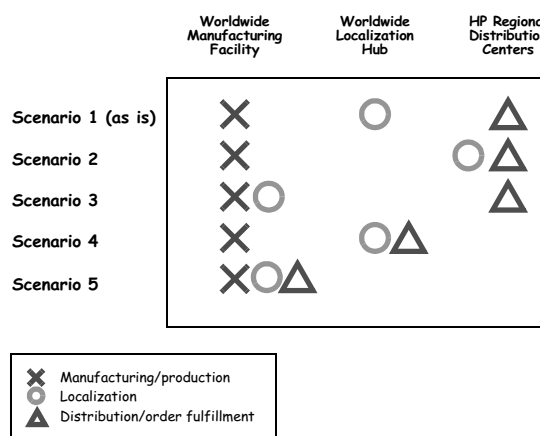 Worldwide Manufacturing Facility
Worldwide Localization Hub
HP Regional Distribution Centers
Scenario 1 (as is)
Scenario 2
Scenario 3
Scenario 4
Scenario 5
Manufacturing/production
Localization
Distribution/order fulfillment